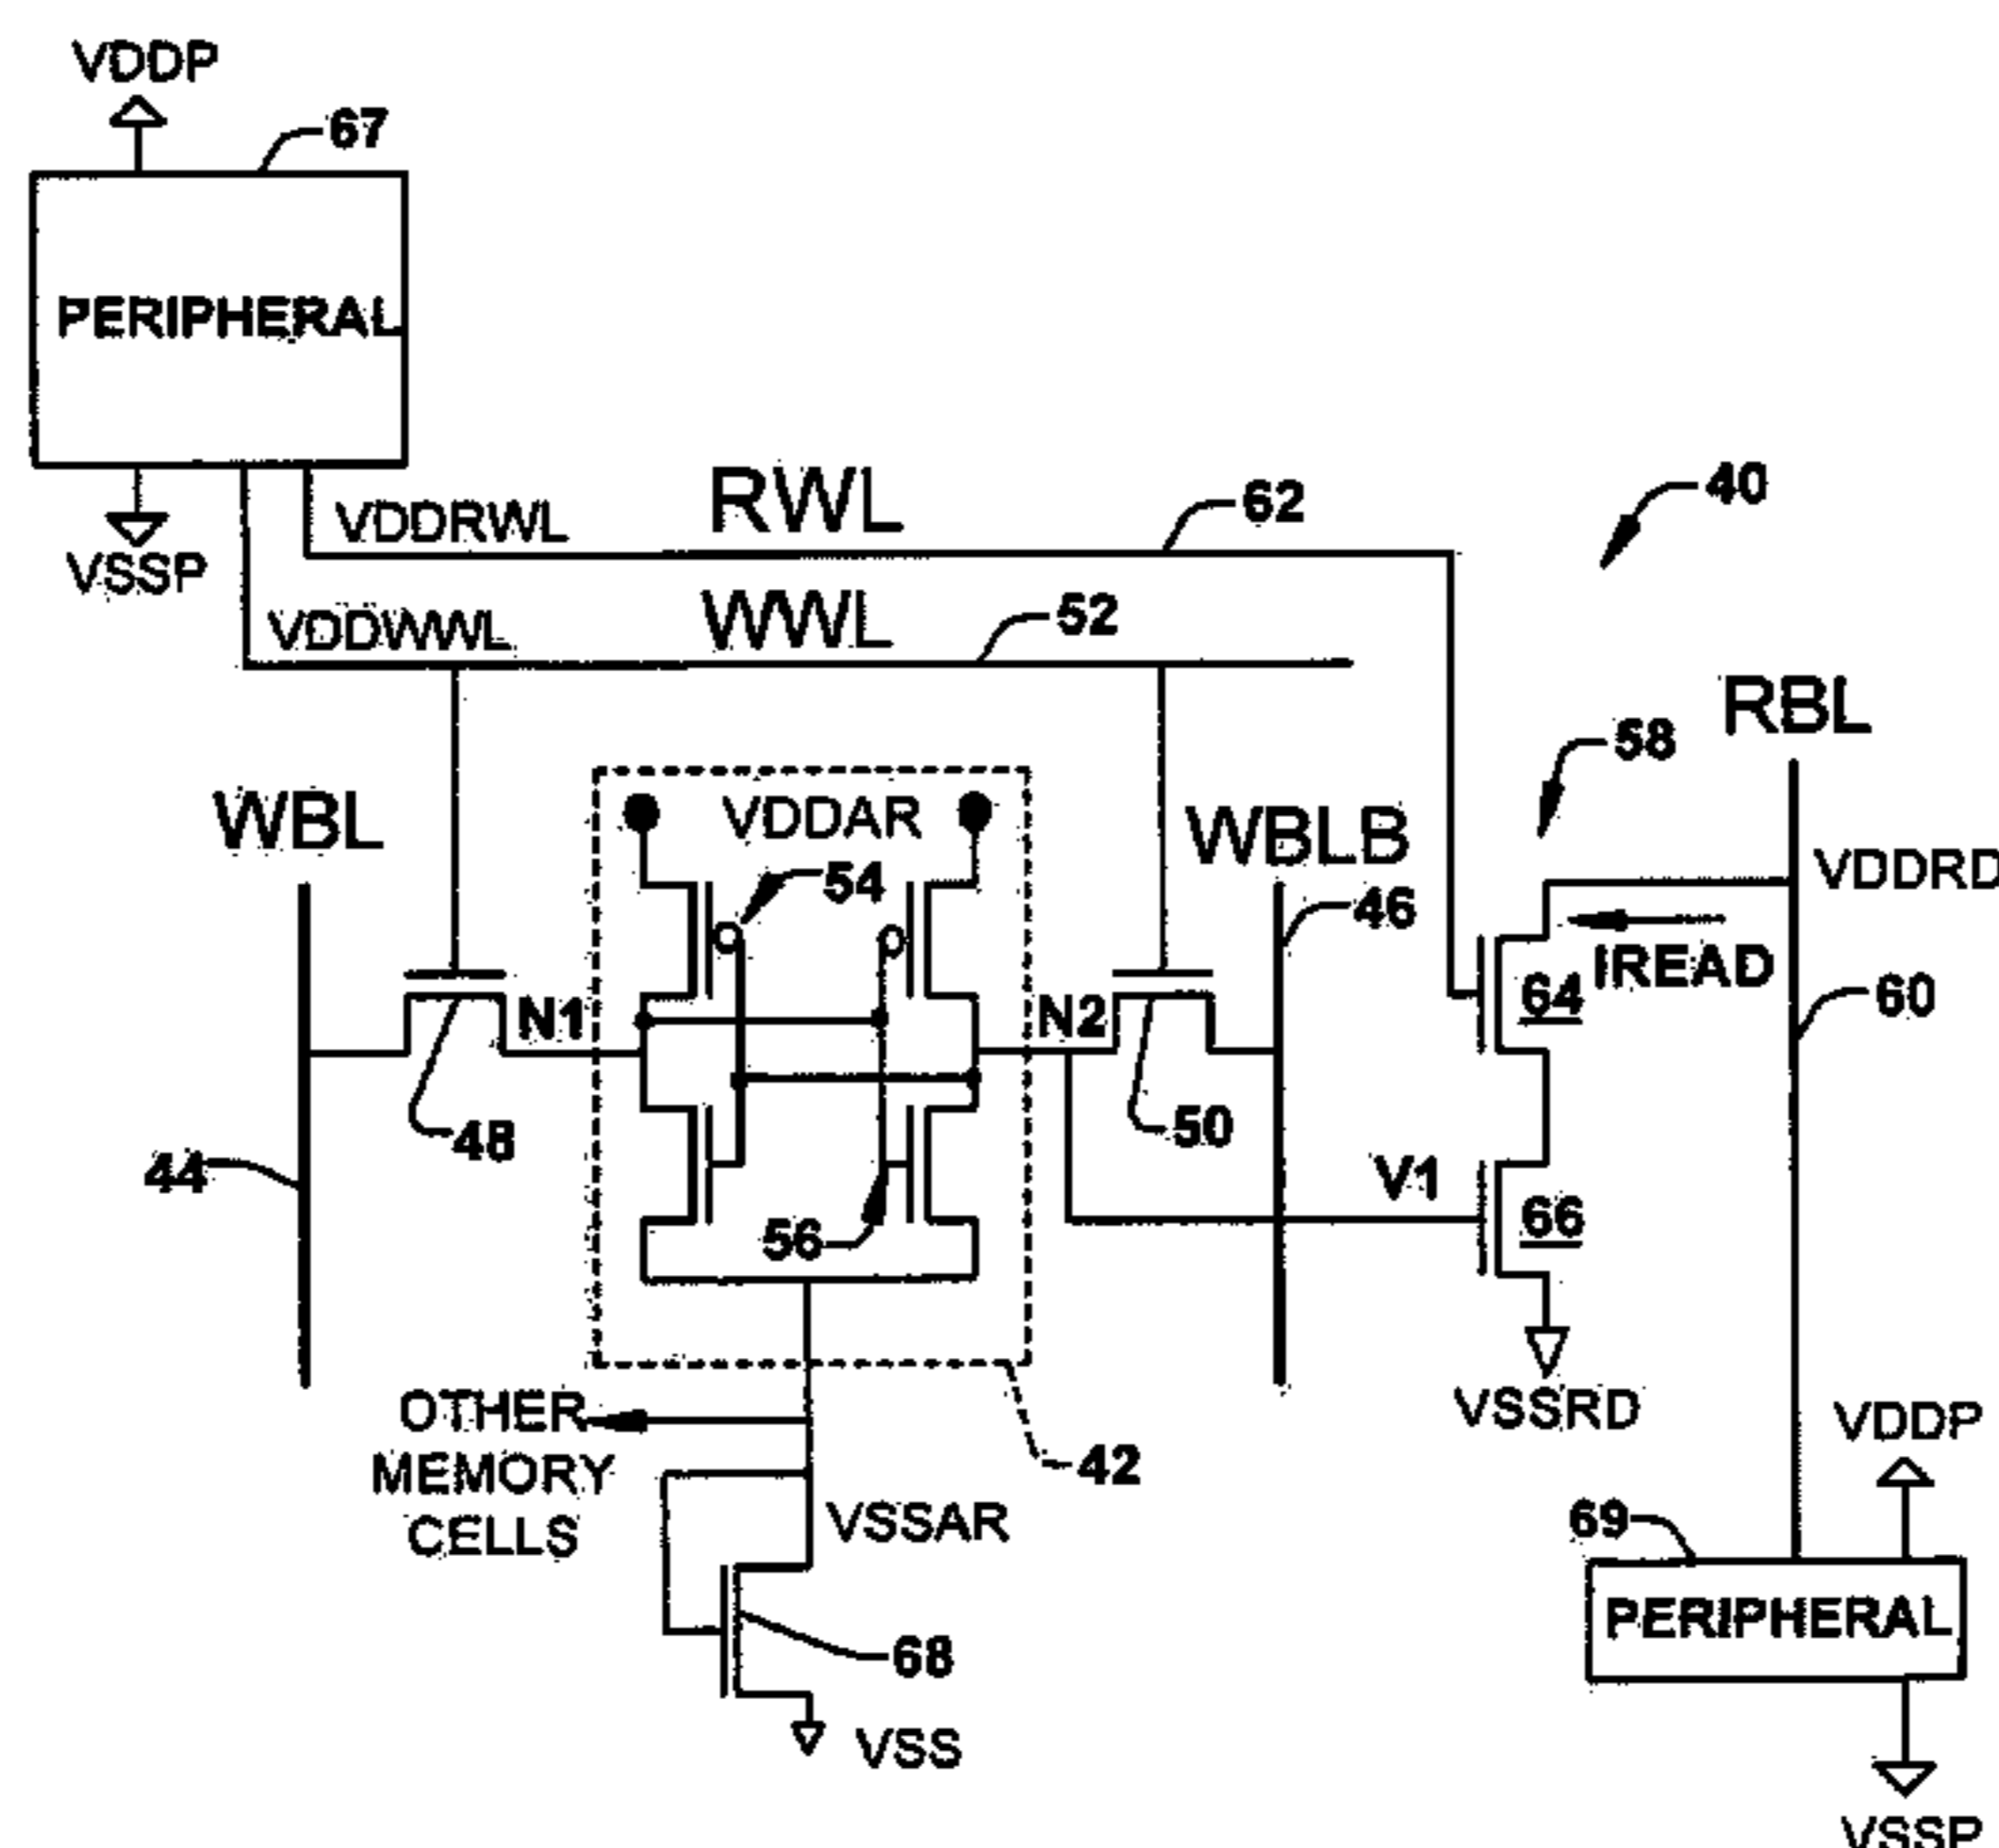 VDDP
67
PERIPHERAL
VSSP
VDDRWL
RWL
62
40
VDDWWL
WWL
52
RBL
58
WBL
VDDAR
WBLB
VDDRD
54
46
IREAD
N1
N2
64
60
48
50
44
V1
56
66
OTHER
MEMORY
CELLS
42
VSSRD
VDDP
VSSAR
69
PERIPHERAL
68
VSS
VSSP